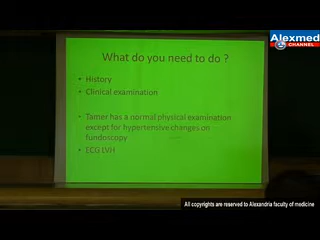 Alexmed
CHANNEL
What do you need to do ?
• History
• Clinical examination
• Tamer has a normal physical examination
except for hypertensive changes on
fundoscopy
• ECG LVH
All copyrights are reserved to Alexandria faculty of medicine